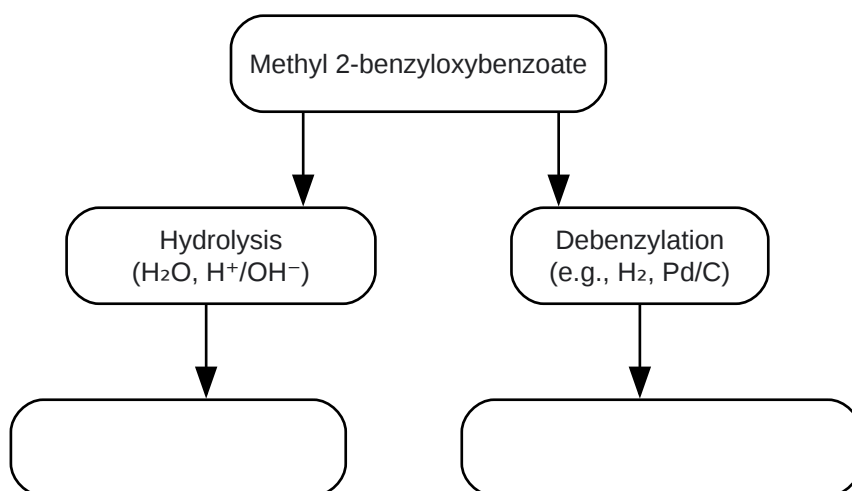 Methyl 2-benzyloxybenzoate
Hydrolysis
(H₂O, H⁺/OH⁻)
Debenzylation
(e.g., H₂, Pd/C)